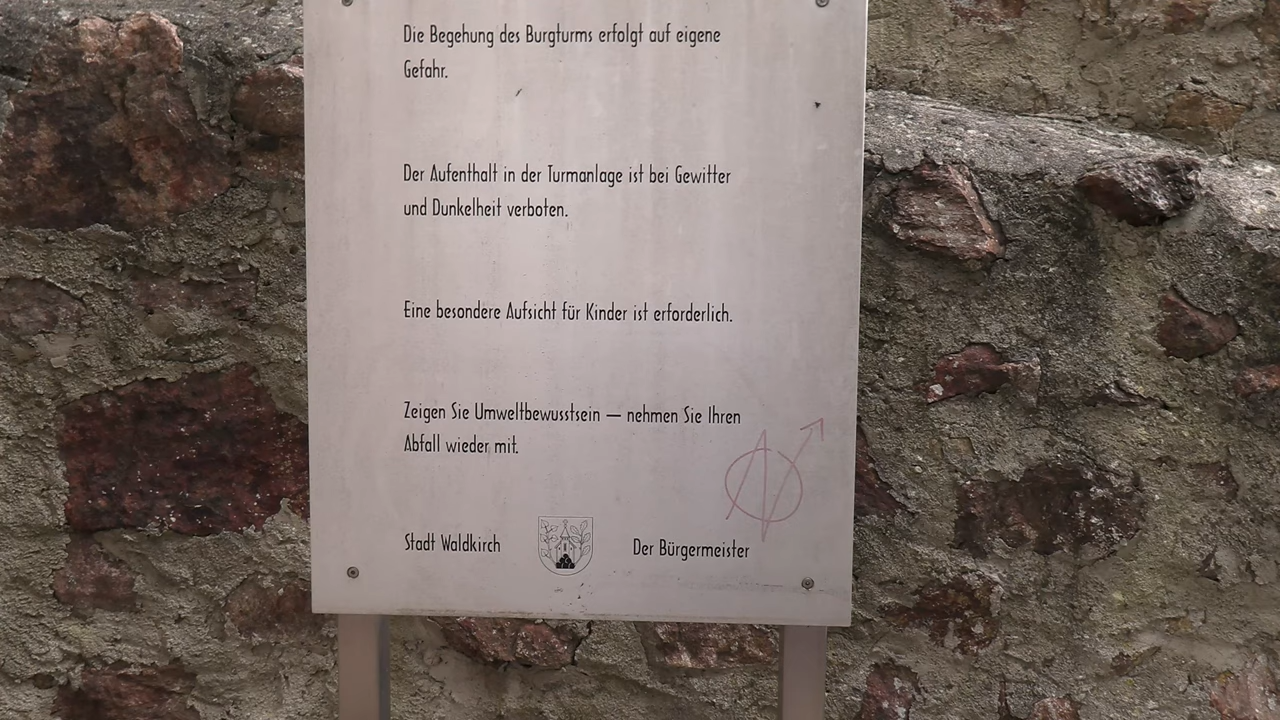 Die Begehung des Burgturms erfolgt auf eigene
Gefahr.
Der Aufenthalt in der Turmanlage ist bei Gewitter
und Dunkelheit verboten.
Eine besondere Aufsicht für Kinder ist erforderlich.
Zeigen Sie Umweltbewusstsein — nehmen Sie Ihren
Abfall wieder mit.
Stadt Waldkirch
Der Bürgermeister